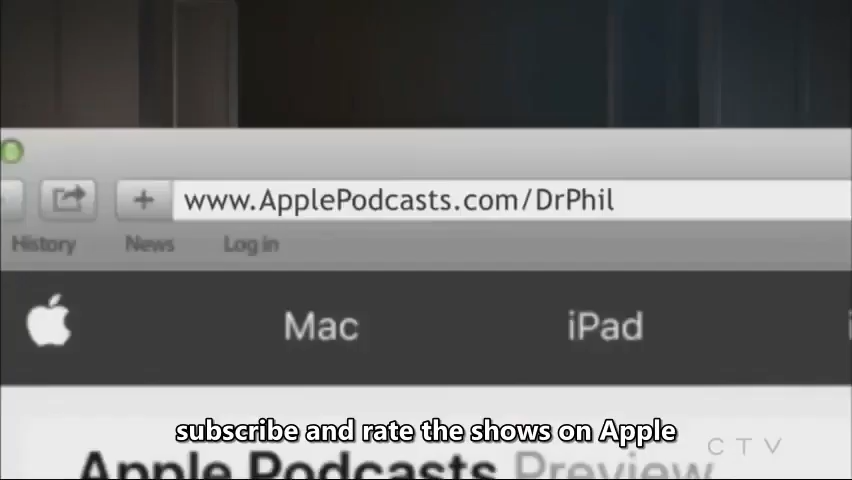 www.ApplePodcasts.com/DrPhil
History News Log in
Mac iPad
subscribe and rate the shows on Apple
CTV
Apple Podcasts Preview